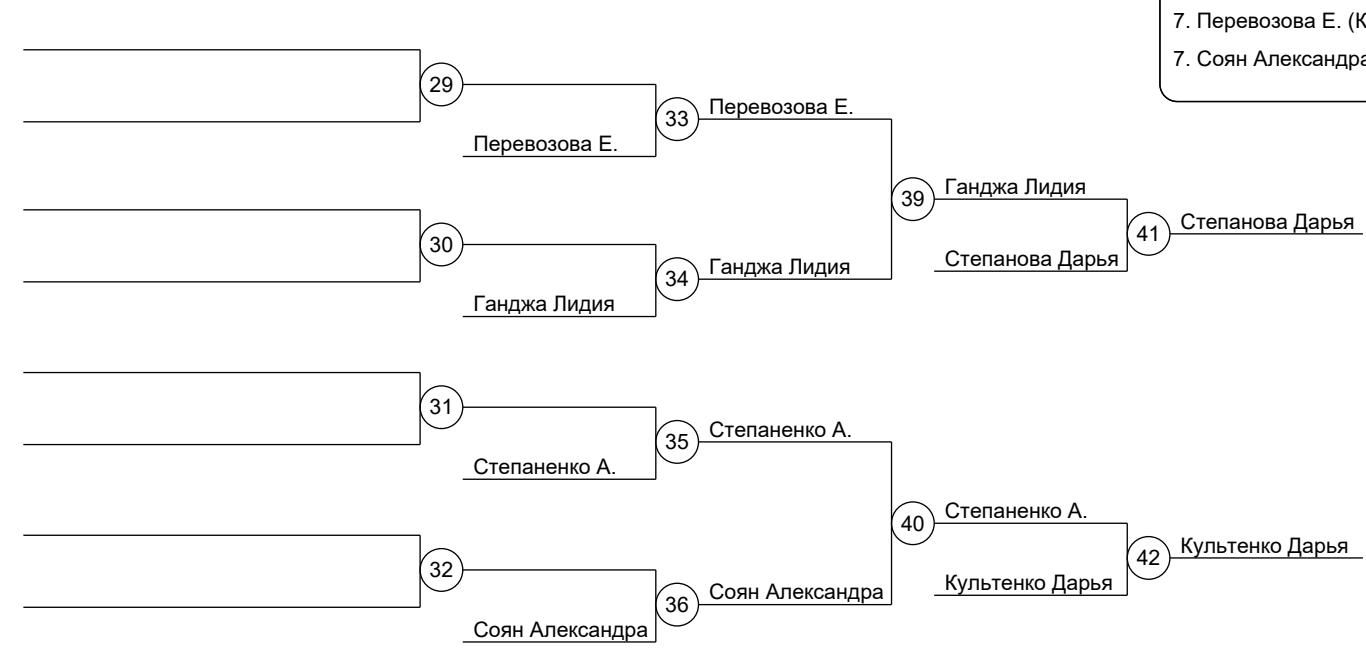 7. Перевозова Е. (К
7. Соян Александра
29
33
Перевозова Е.
Перевозова Е.
39
Ганджа Лидия
30
34
Ганджа Лидия
Ганджа Лидия
41
Степанова Дарья
Степанова Дарья
31
35
Степаненко А.
Степаненко А.
40
Степаненко А.
32
36
Соян Александра
Соян Александра
42
Культенко Дарья
Культенко Дарья